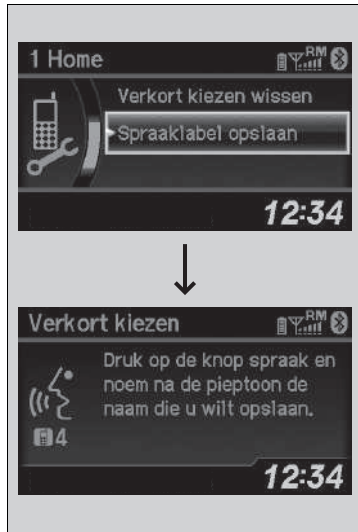 1 Home
RM
Verkort kiezen wissen
Spraaklabel opslaan
12:34
Verkort kiezen
RM
Druk op de knop spraak en
noem na de pieptoon de
naam die u wilt opslaan.
4
12:34